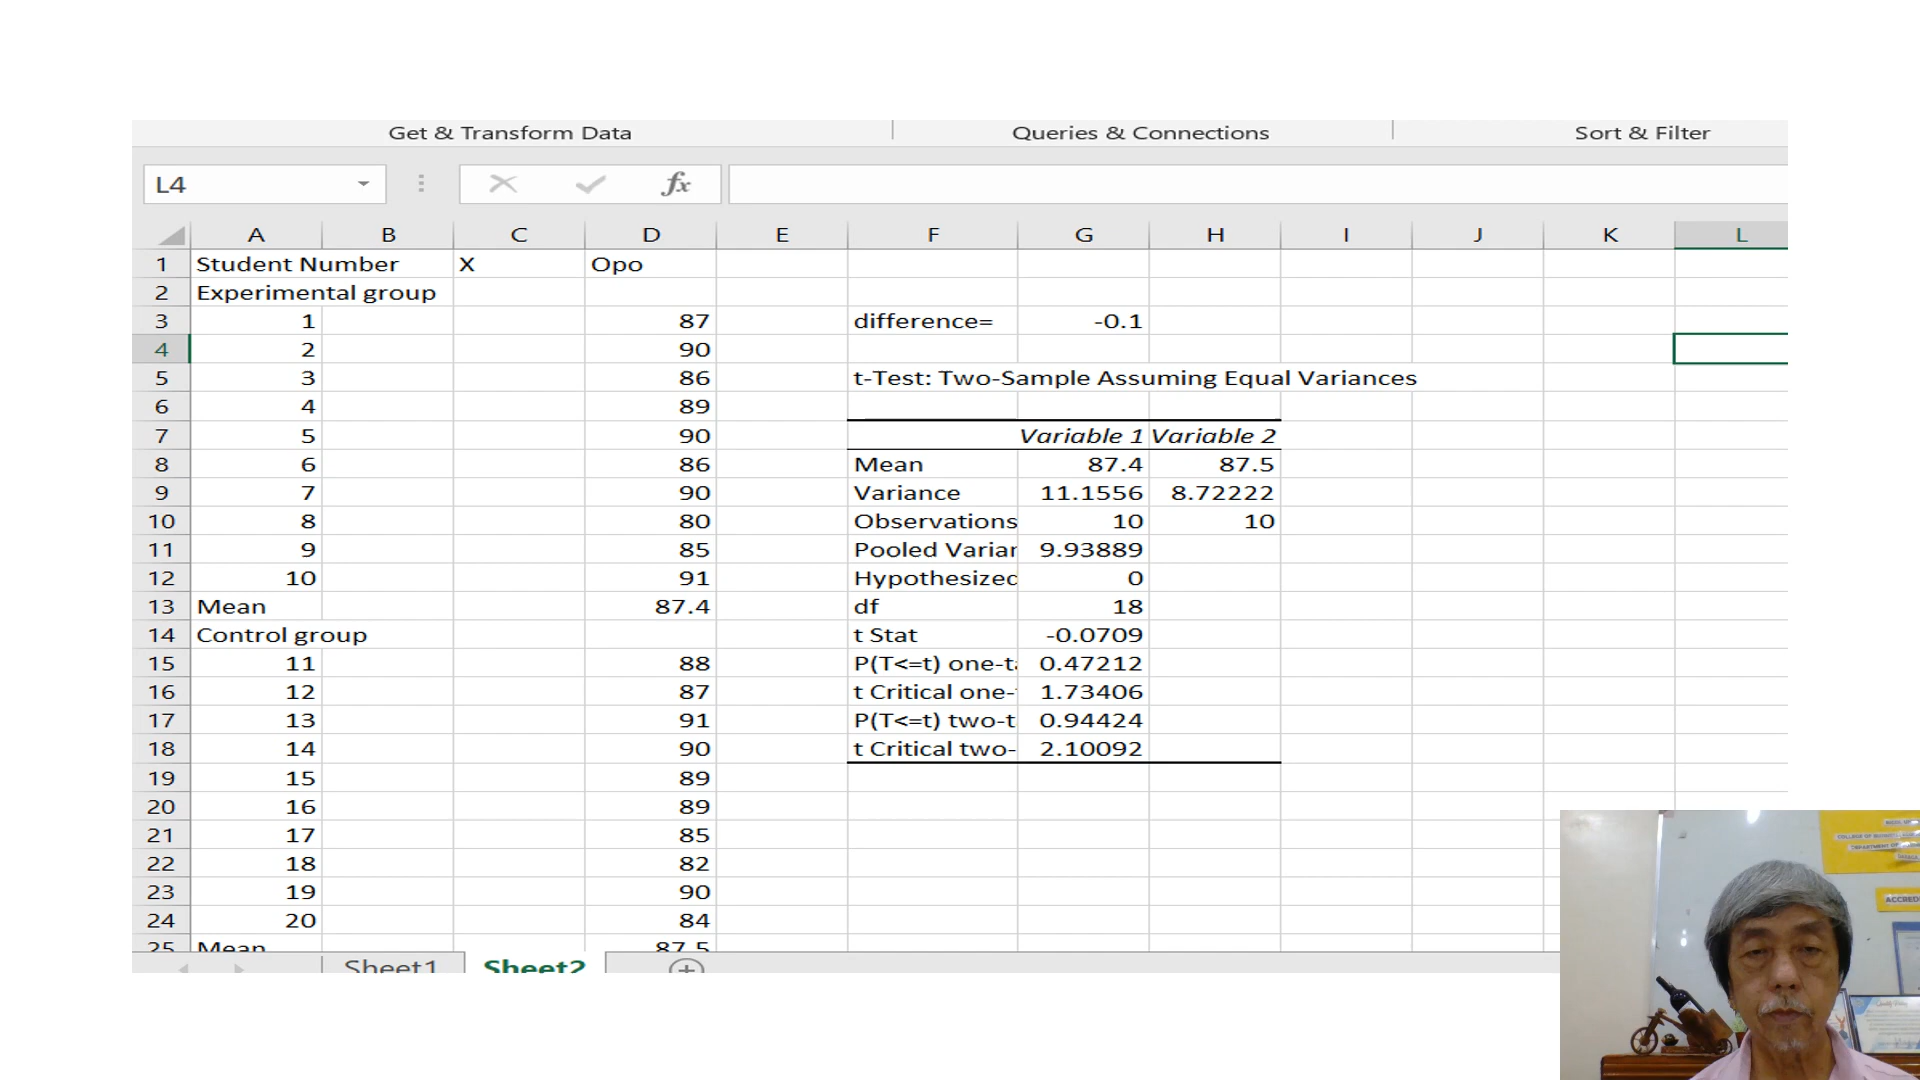 Get & Transform Data Queries & Connections Sort & Filter
L4 fx
A B C D E F G H I J K L
1 Student Number X Opo
2 Experimental group
3 1 87 difference= -0.1
4 2 90
5 3 86 t-Test: Two-Sample Assuming Equal Variances
6 4 89
7 5 90 Variable 1 Variable 2
8 6 86 Mean 87.4 87.5
9 7 90 Variance 11.1556 8.72222
10 8 80 Observations 10 10
11 9 85 Pooled Varian 9.93889
12 10 91 Hypothesized 0
13 Mean 87.4 df 18
14 Control group t Stat -0.0709
15 11 88 P(T<=t) one-ta 0.47212
16 12 87 t Critical one- 1.73406
17 13 91 P(T<=t) two-t 0.94424
18 14 90 t Critical two- 2.10092
19 15 89
20 16 89
21 17 85
22 18 82
23 19 90
24 20 84
25 Mean 87.5
Sheet1 Sheet2
ACCRED